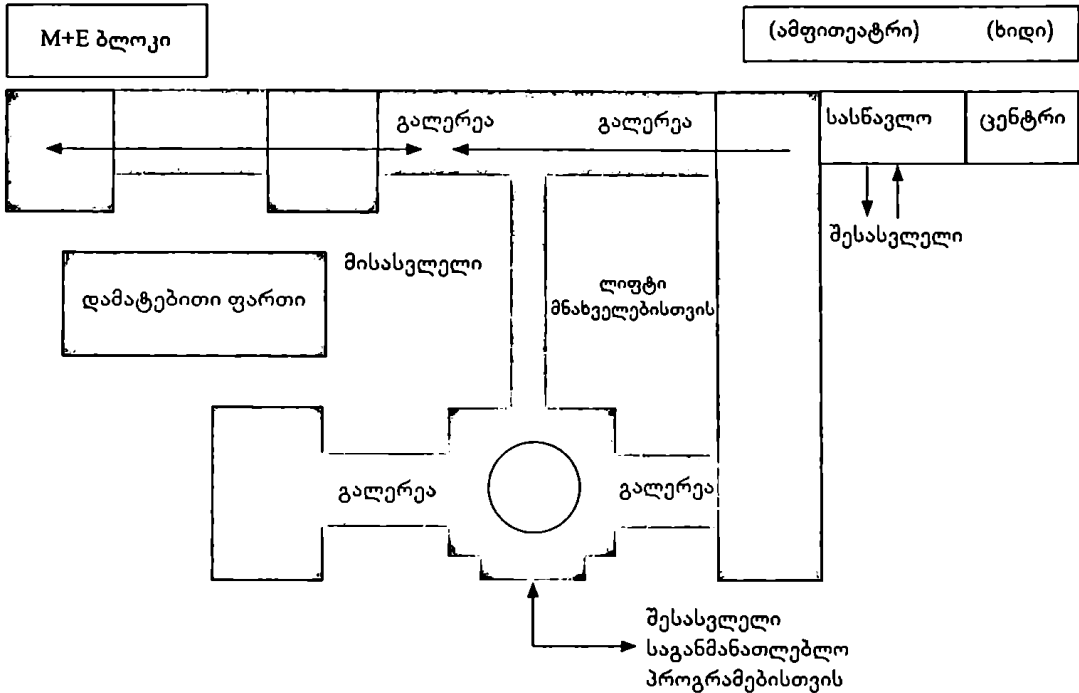 M+E ბლოკი
(ამფითეატრი) (ხიდი)
გალერეა გალერეა სასწავლო ცენტრი
შესასვლელი
მისასვლელი
დამატებითი ფართი
ლიფტი
მნახველებისთვის
გალერეა გალერეა
შესასვლელი
საგანმანათლებლო
პროგრამებისთვის